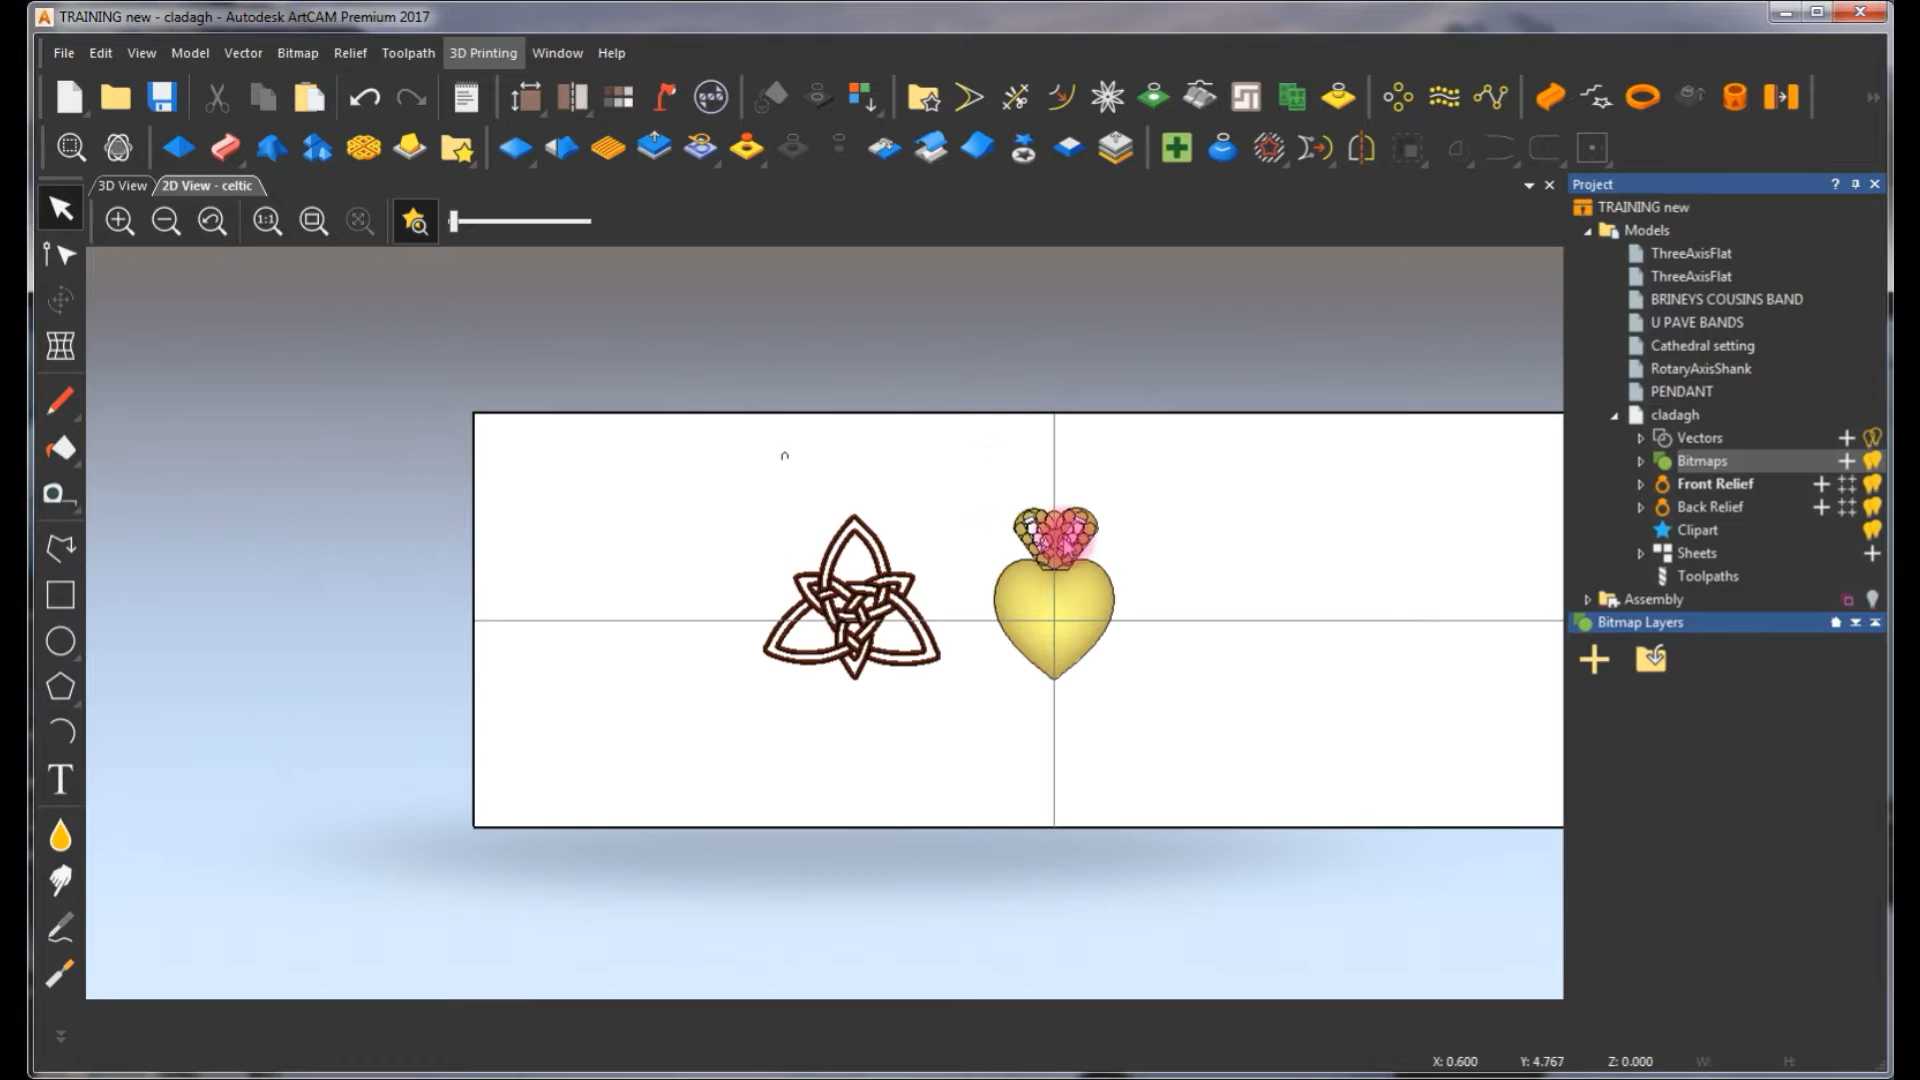 TRAINING new - cladagh - Autodesk ArtCAM Premium 2017
File Edit View Model Vector Bitmap Relief Toolpath 3D Printing Window Help
3D View 2D View - celtic
1:1
T
Project
TRAINING new
Models
ThreeAxisFlat
ThreeAxisFlat
BRINEYS COUSINS BAND
U PAVE BANDS
Cathedral setting
RotaryAxisShank
PENDANT
cladagh
Vectors
Bitmaps
Front Relief
Back Relief
Clipart
Sheets
Toolpaths
Assembly
Bitmap Layers
X: 0.600 Y: 4.767 Z: 0.000 W: H: